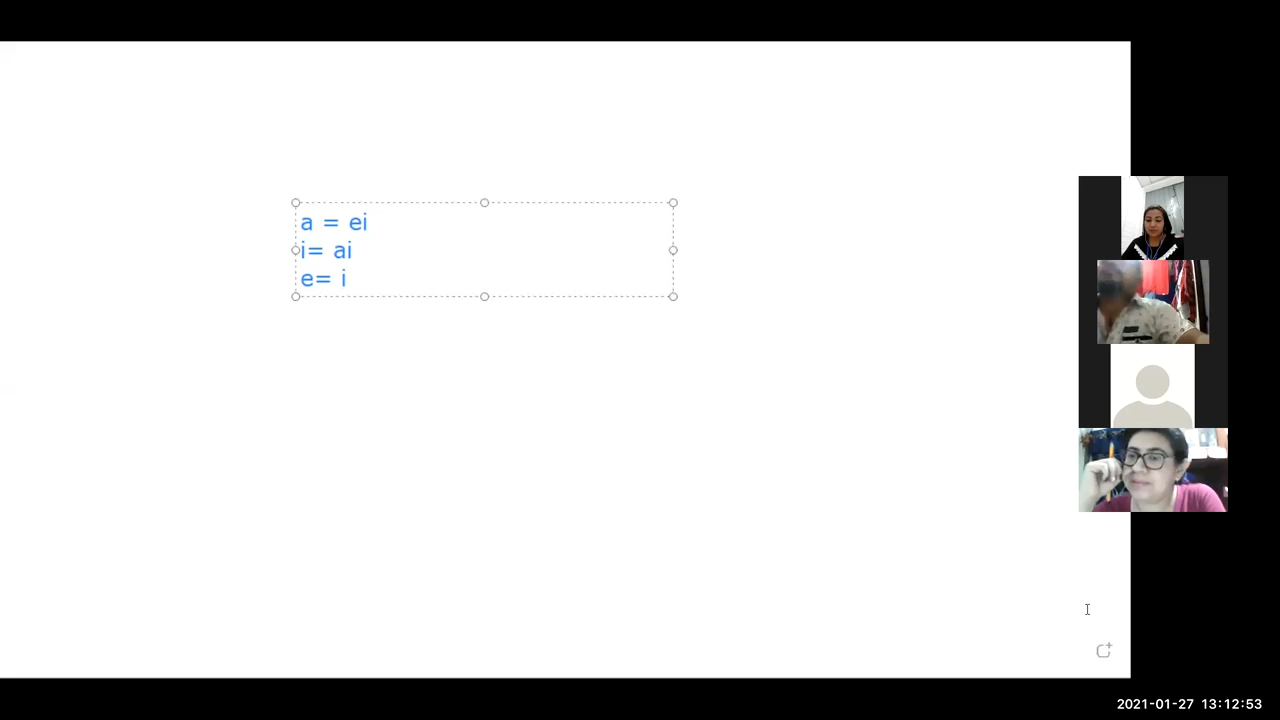 a = ei
i= ai
e= i
2021-01-27 13:12:53